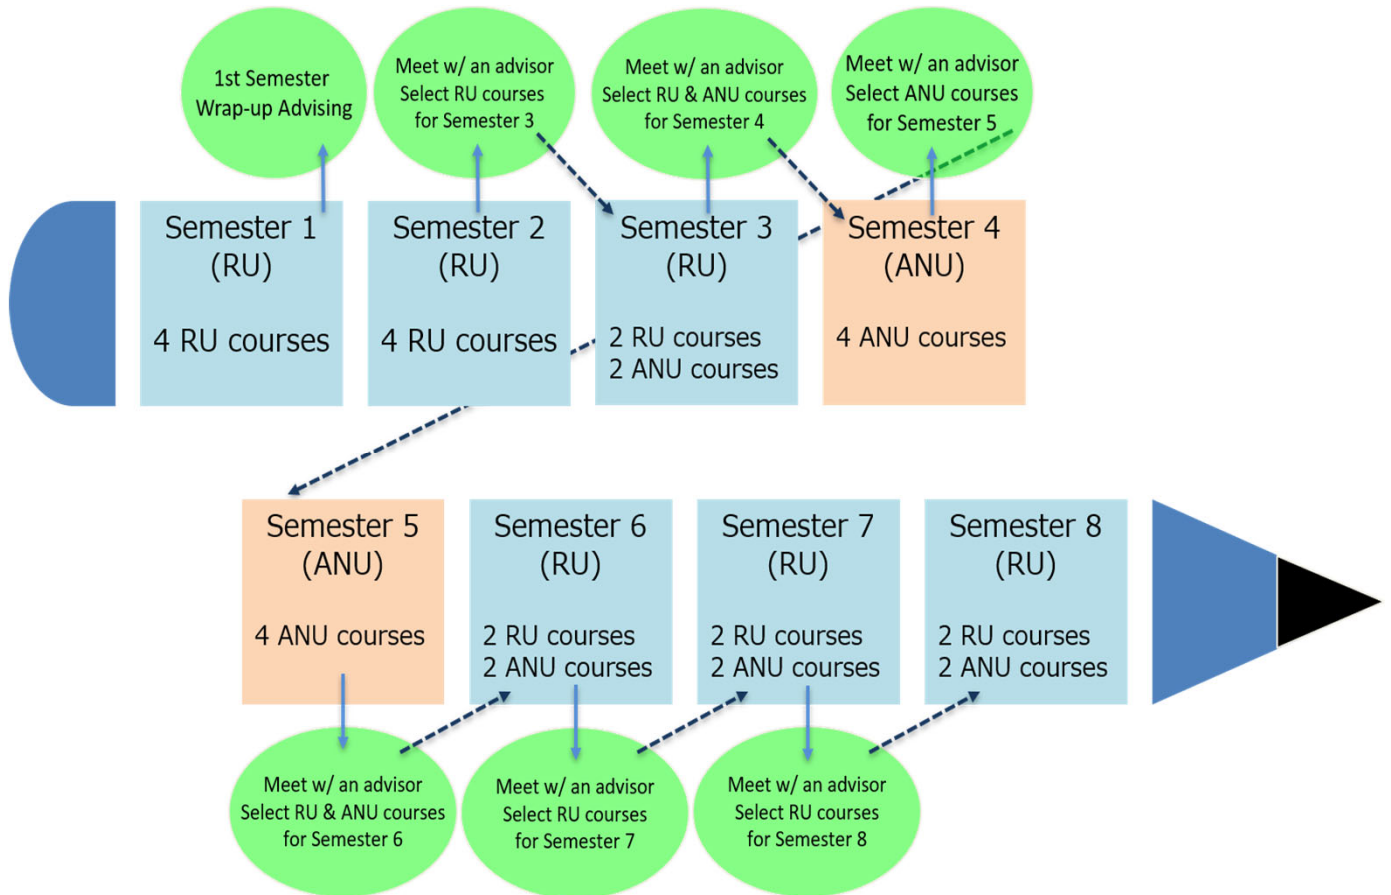 1st Semester
Wrap-up Advising
Meet w/ an advisor
Select RU courses
for Semester 3
Meet w/ an advisor
Select RU & ANU courses
for Semester 4
Meet w/ an advisor
Select ANU courses
for Semester 5
Semester 1
(RU)
4 RU courses
Semester 2
(RU)
4 RU courses
Semester 3
(RU)
2 RU courses
2 ANU courses
Semester 4
(ANU)
4 ANU courses
Semester 5
(ANU)
4 ANU courses
Semester 6
(RU)
2 RU courses
2 ANU courses
Semester 7
(RU)
2 RU courses
2 ANU courses
Semester 8
(RU)
2 RU courses
2 ANU courses
Meet w/ an advisor
Select RU & ANU courses
for Semester 6
Meet w/ an advisor
Select RU courses
for Semester 7
Meet w/ an advisor
Select RU courses
for Semester 8